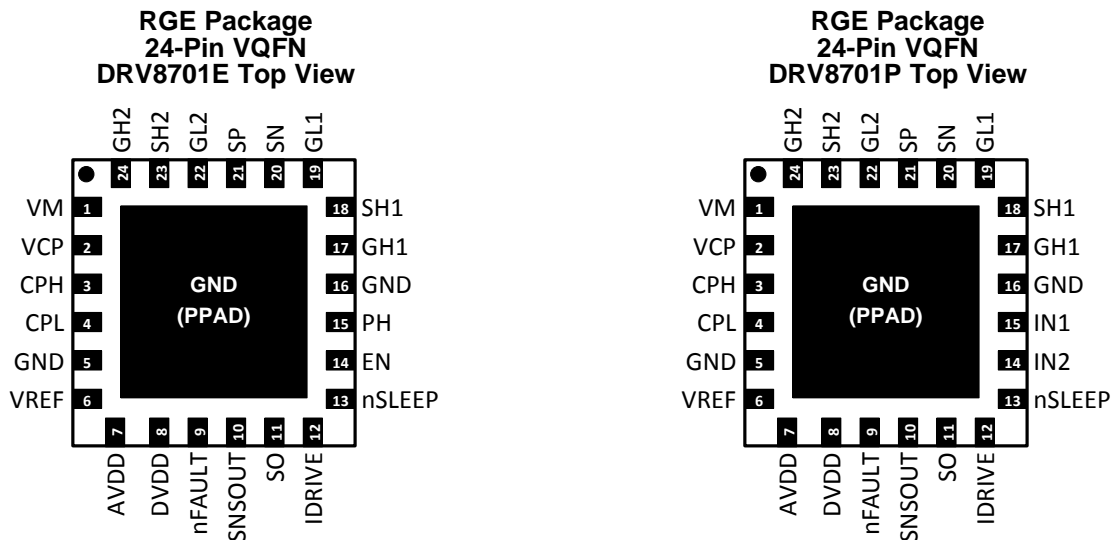 RGE Package
24-Pin VQFN
DRV8701E Top View
GH2
SH2
GL2
SP
SN
GL1
24
23
22
21
20
19
VM 1
VCP 2
CPH 3
CPL 4
GND 5
VREF 6
GND
(PPAD)
18 SH1
17 GH1
16 GND
15 PH
14 EN
13 nSLEEP
7
8
9
10
11
12
AVDD
DVDD
nFAULT
SNSOUT
SO
IDRIVE
RGE Package
24-Pin VQFN
DRV8701P Top View
GH2
SH2
GL2
SP
SN
GL1
24
23
22
21
20
19
VM 1
VCP 2
CPH 3
CPL 4
GND 5
VREF 6
GND
(PPAD)
18 SH1
17 GH1
16 GND
15 IN1
14 IN2
13 nSLEEP
7
8
9
10
11
12
AVDD
DVDD
nFAULT
SNSOUT
SO
IDRIVE